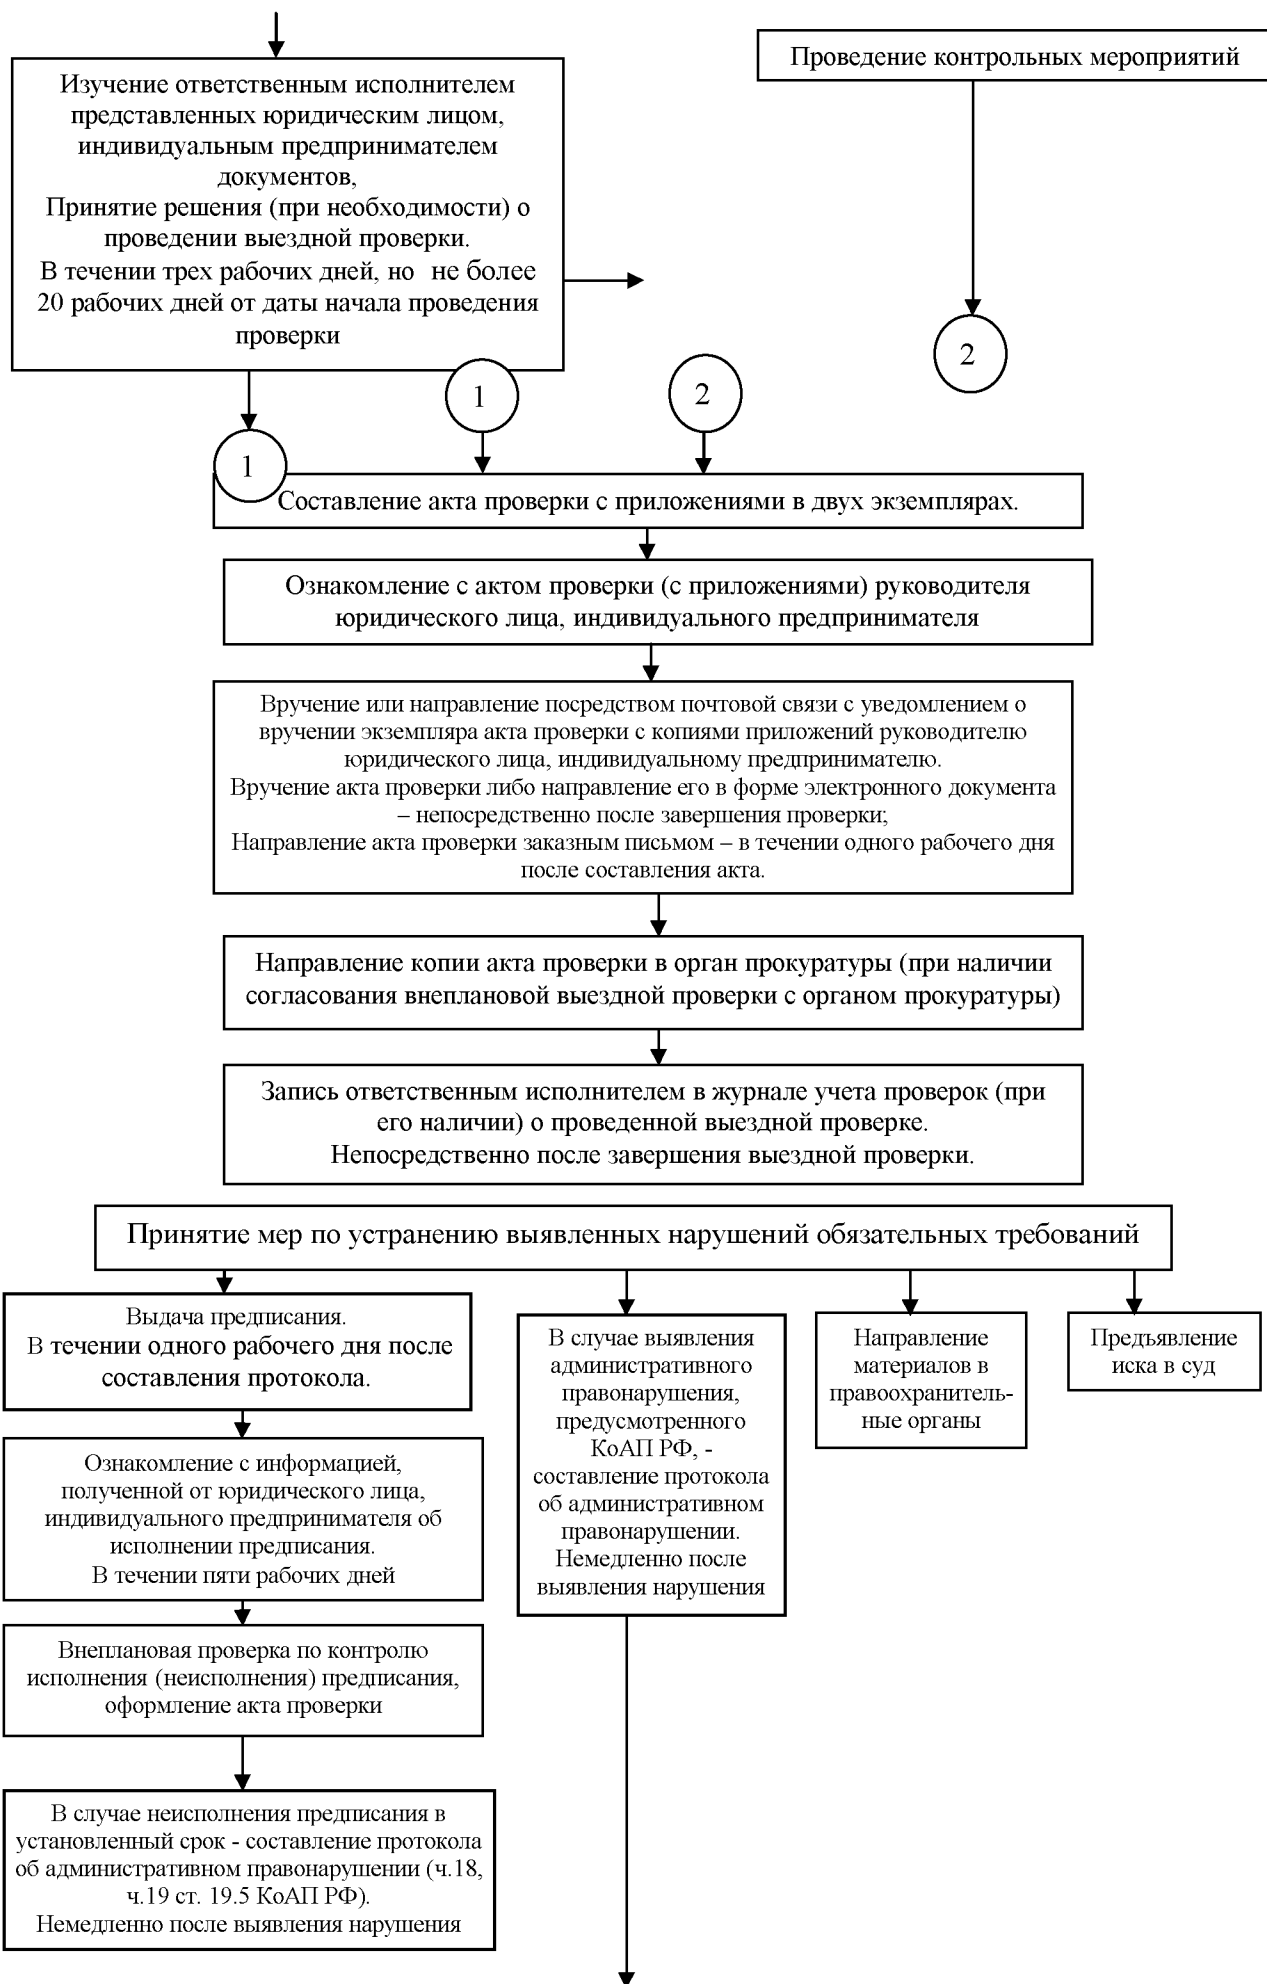 Изучение ответственным исполнителем
представленных юридическим лицом,
индивидуальным предпринимателем
документов,
Принятие решения (при необходимости) о
проведении выездной проверки.
В течении трех рабочих дней, но не более
20 рабочих дней от даты начала проведения
проверки
Проведение контрольных мероприятий
2
1
2
1
Составление акта проверки с приложениями в двух экземплярах.
Ознакомление с актом проверки (с приложениями) руководителя
юридического лица, индивидуального предпринимателя
Вручение или направление посредством почтовой связи с уведомлением о
вручении экземпляра акта проверки с копиями приложений руководителю
юридического лица, индивидуальному предпринимателю.
Вручение акта проверки либо направление его в форме электронного документа
– непосредственно после завершения проверки;
Направление акта проверки заказным письмом – в течении одного рабочего дня
после составления акта.
Направление копии акта проверки в орган прокуратуры (при наличии
согласования внеплановой выездной проверки с органом прокуратуры)
Запись ответственным исполнителем в журнале учета проверок (при
его наличии) о проведенной выездной проверке.
Непосредственно после завершения выездной проверки.
Принятие мер по устранению выявленных нарушений обязательных требований
Выдача предписания.
В течении одного рабочего дня после
составления протокола.
Ознакомление с информацией,
полученной от юридического лица,
индивидуального предпринимателя об
исполнении предписания.
В течении пяти рабочих дней
Внеплановая проверка по контролю
исполнения (неисполнения) предписания,
оформление акта проверки
В случае неисполнения предписания в
установленный срок - составление протокола
об административном правонарушении (ч.18,
ч.19 ст. 19.5 КоАП РФ).
Немедленно после выявления нарушения
В случае выявления
административного
правонарушения,
предусмотренного
КоАП РФ, -
составление протокола
об административном
правонарушении.
Немедленно после
выявления нарушения
Направление
материалов в
правоохранитель-
ные органы
Предъявление
иска в суд